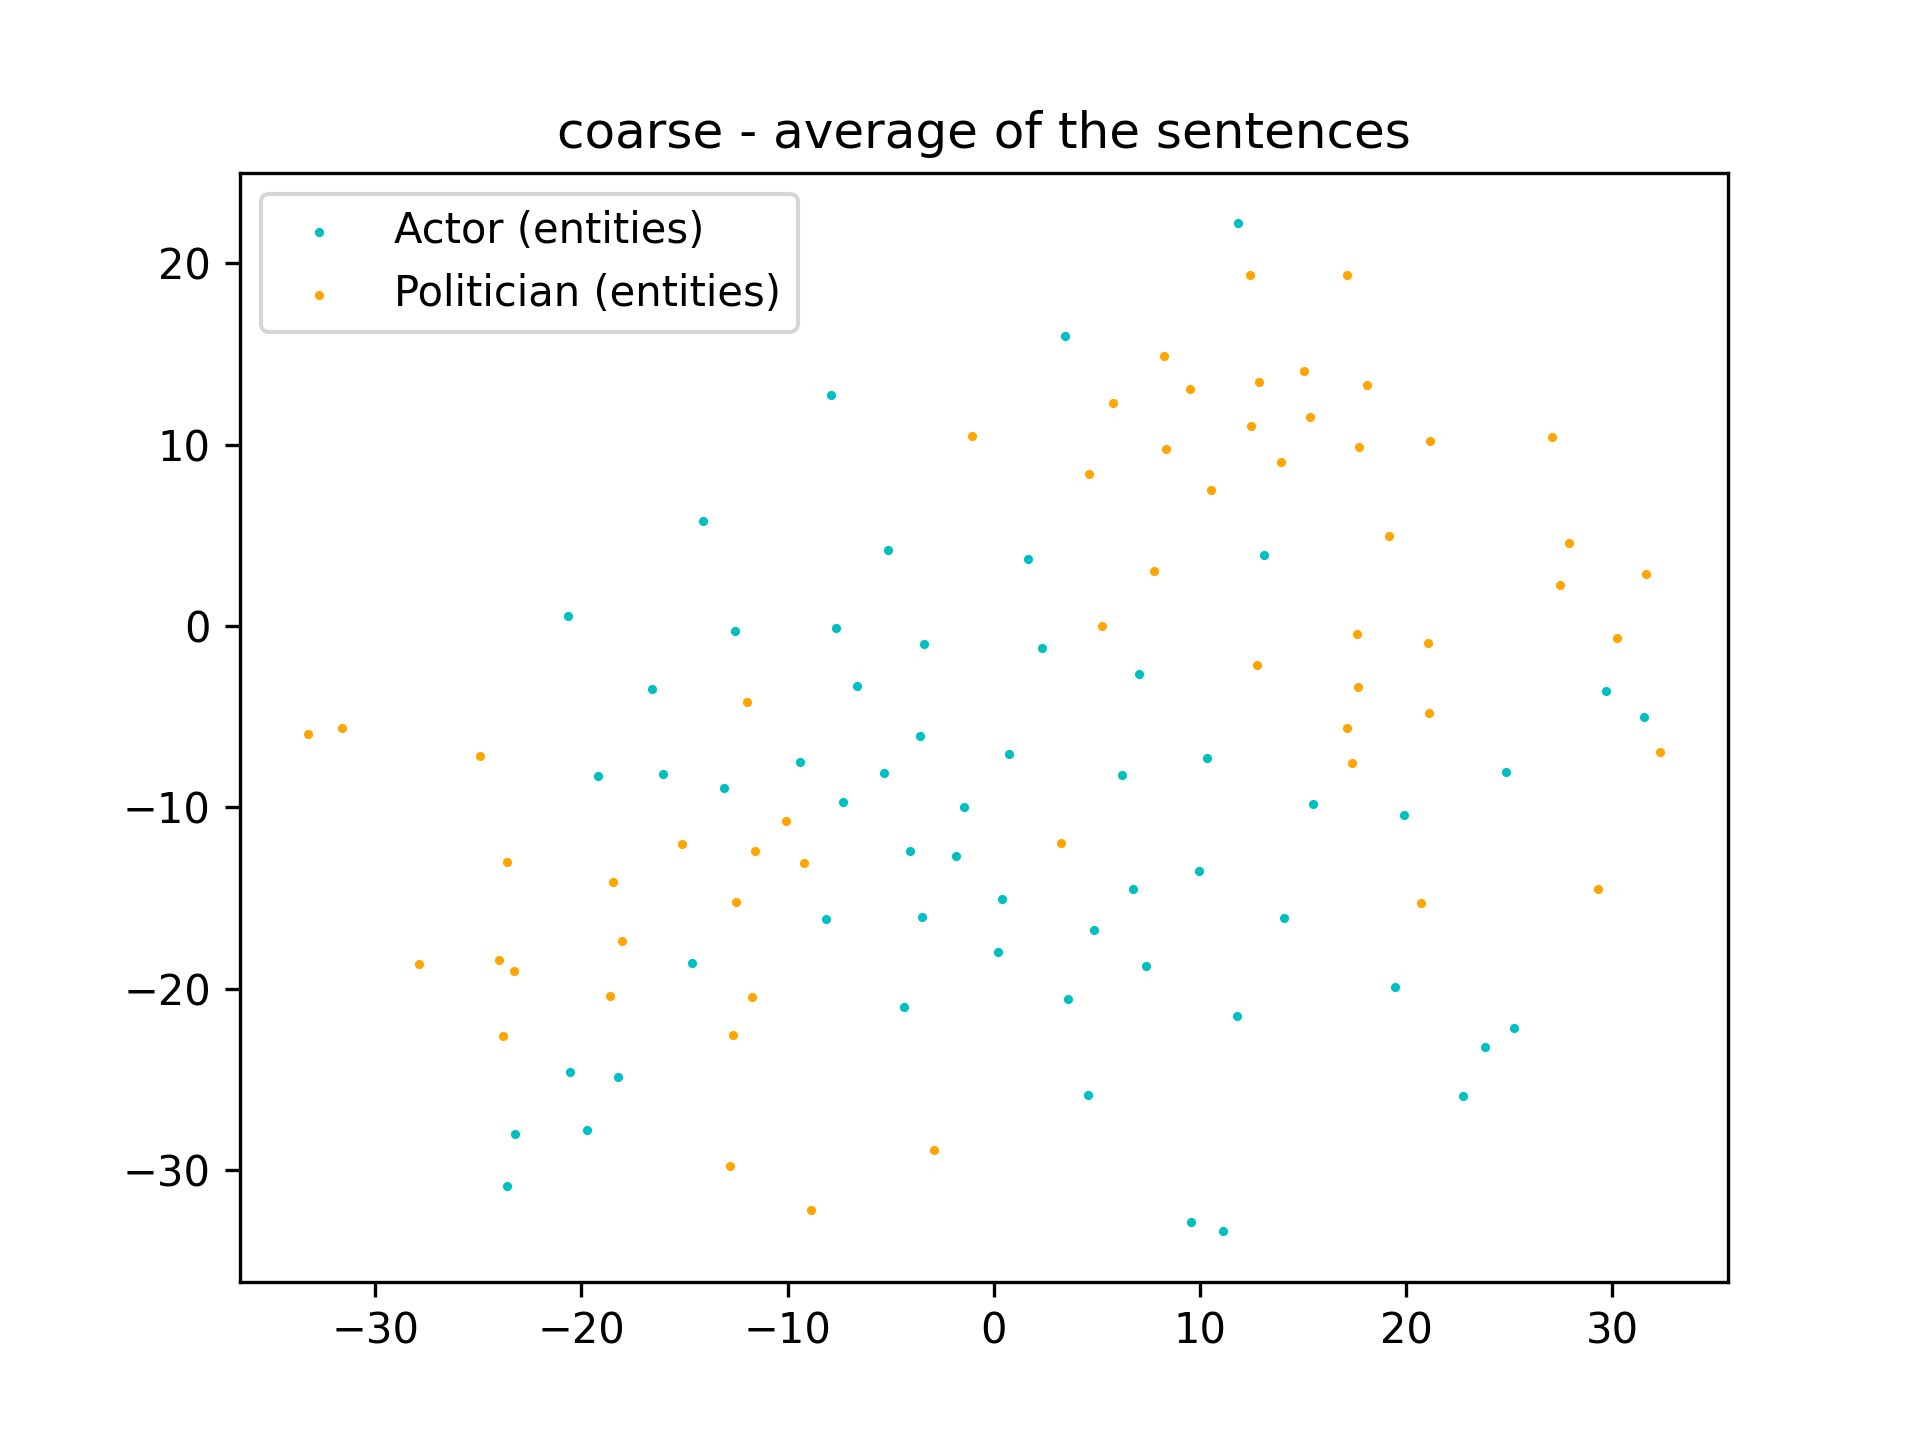 coarse - average of the sentences
Actor (entities)
Politician (entities)
20
10
0
−10
−20
−30
−30 −20 −10 0 10 20 30